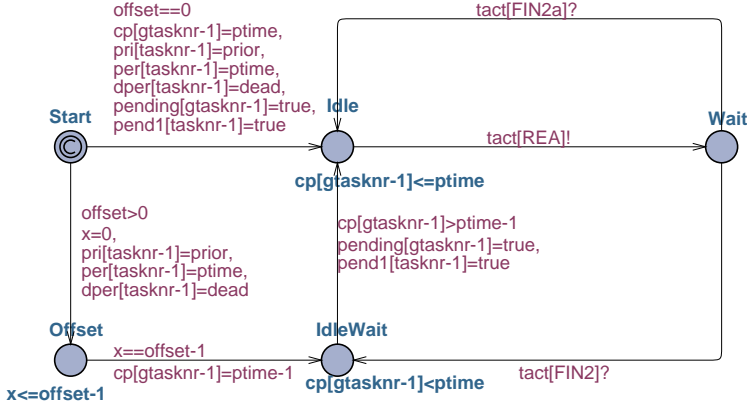 offset==0
cp[gtasknr-1]=ptime,
pri[tasknr-1]=prior,
per[tasknr-1]=ptime,
dper[tasknr-1]=dead,
pending[gtasknr-1]=true,
pend1[tasknr-1]=true
tact[FIN2a]?
Start
Idle
Wait
C
tact[REA]!
cp[gtasknr-1]<=ptime
offset>0
x=0,
pri[tasknr-1]=prior,
per[tasknr-1]=ptime,
dper[tasknr-1]=dead
cp[gtasknr-1]>ptime-1
pending[gtasknr-1]=true,
pend1[tasknr-1]=true
Offset
IdleWait
x==offset-1
cp[gtasknr-1]=ptime-1
tact[FIN2]?
x<=offset-1
cp[gtasknr-1]<ptime